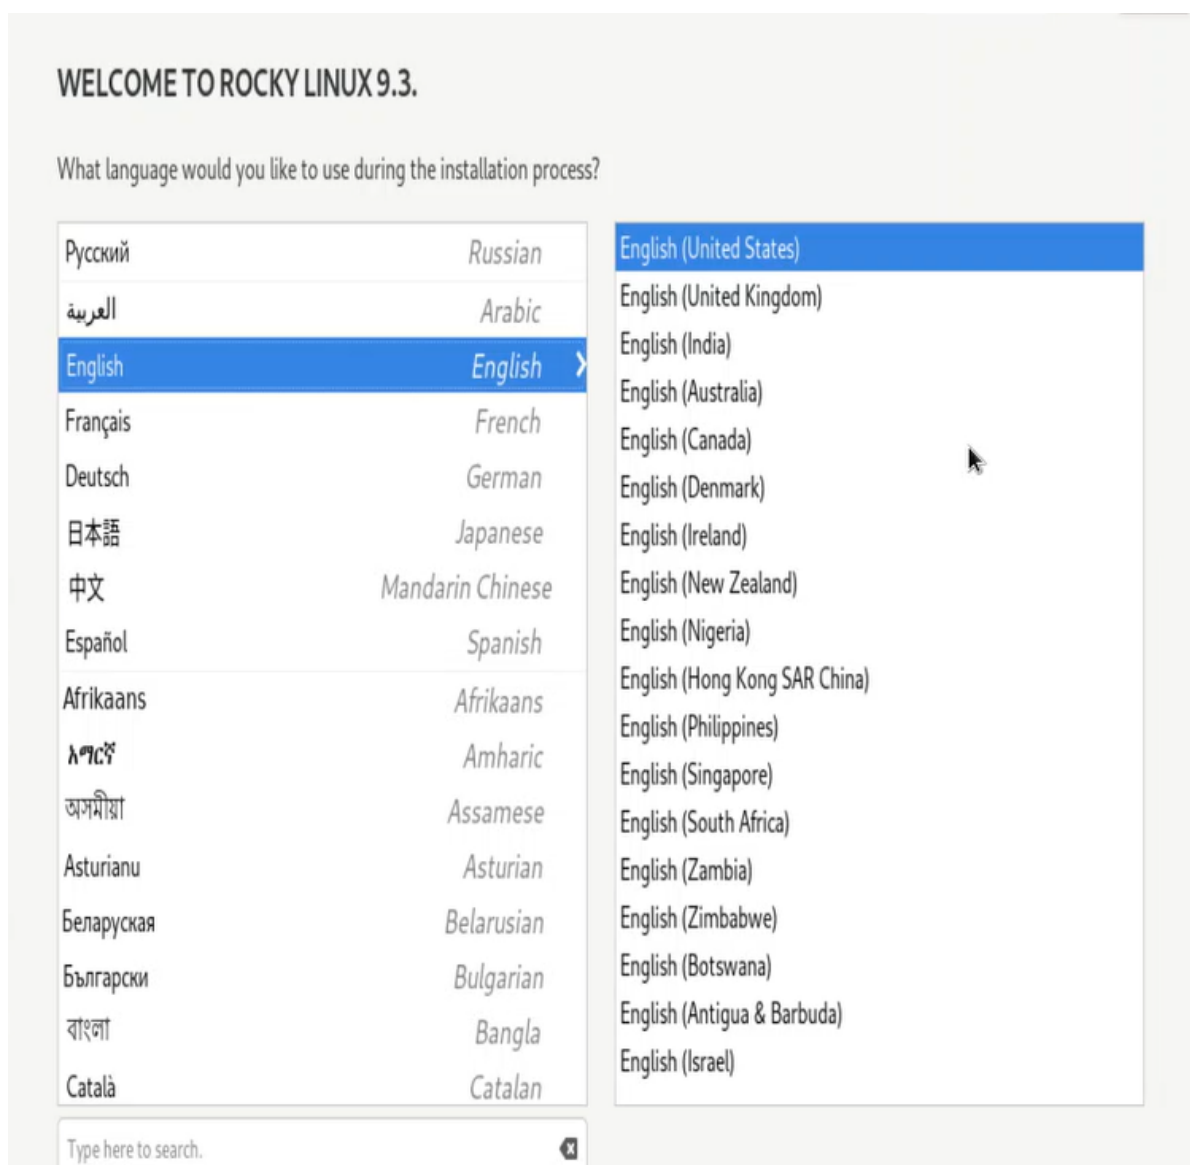 WELCOME TO ROCKY LINUX 9.3.
What language would you like to use during the installation process?
Русский Russian
العربية Arabic
English English
Français French
Deutsch German
日本語 Japanese
中文 Mandarin Chinese
Español Spanish
Afrikaans Afrikaans
አማርኛ Amharic
অসমীয়া Assamese
Asturianu Asturian
Беларуская Belarusian
Български Bulgarian
বাংলা Bangla
Català Catalan
Type here to search.
English (United States)
English (United Kingdom)
English (India)
English (Australia)
English (Canada)
English (Denmark)
English (Ireland)
English (New Zealand)
English (Nigeria)
English (Hong Kong SAR China)
English (Philippines)
English (Singapore)
English (South Africa)
English (Zambia)
English (Zimbabwe)
English (Botswana)
English (Antigua & Barbuda)
English (Israel)